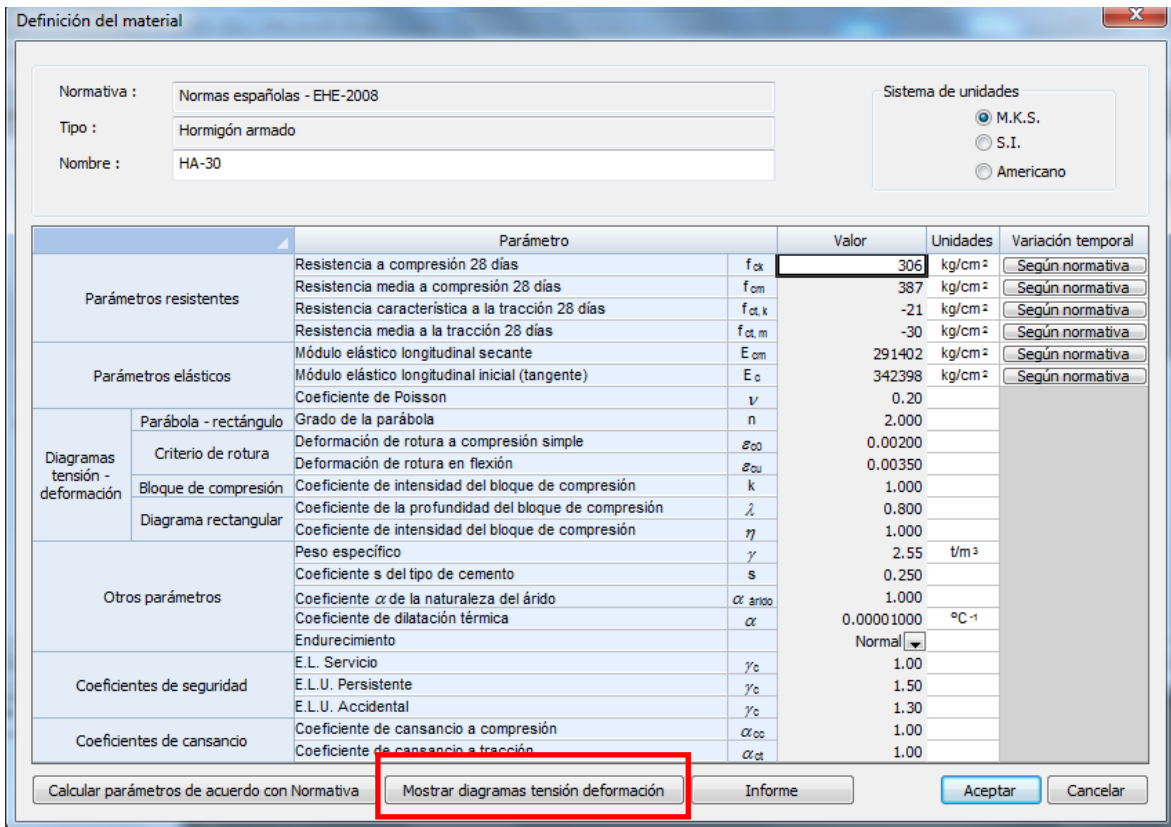 Definición del material
Normativa : Normas españolas - EHE-2008
Tipo : Hormigón armado
Nombre : HA-30
Sistema de unidades
M.K.S.
S.I.
Americano
Parámetro Valor Unidades Variación temporal
Parámetros resistentes
Resistencia a compresión 28 días f ck 306 kg/cm² Según normativa
Resistencia media a compresión 28 días f cm 387 kg/cm² Según normativa
Resistencia característica a la tracción 28 días f ct, k -21 kg/cm² Según normativa
Resistencia media a la tracción 28 días f ct, m -30 kg/cm² Según normativa
Parámetros elásticos
Módulo elástico longitudinal secante E cm 291402 kg/cm² Según normativa
Módulo elástico longitudinal inicial (tangente) E c 342398 kg/cm² Según normativa
Coeficiente de Poisson ν 0.20
Diagramas tensión - deformación
Parábola - rectángulo Grado de la parábola n 2.000
Criterio de rotura
Deformación de rotura a compresión simple ε c0 0.00200
Deformación de rotura en flexión ε cu 0.00350
Bloque de compresión Coeficiente de intensidad del bloque de compresión k 1.000
Diagrama rectangular
Coeficiente de la profundidad del bloque de compresión λ 0.800
Coeficiente de intensidad del bloque de compresión η 1.000
Otros parámetros
Peso específico γ 2.55 t/m³
Coeficiente s del tipo de cemento s 0.250
Coeficiente α de la naturaleza del árido α árido 1.000
Coeficiente de dilatación térmica α 0.00001000 ºC -1
Endurecimiento Normal
Coeficientes de seguridad
E.L. Servicio γc 1.00
E.L.U. Persistente γc 1.50
E.L.U. Accidental γc 1.30
Coeficientes de cansancio
Coeficiente de cansancio a compresión α cc 1.00
Coeficiente de cansancio a tracción α ct 1.00
Calcular parámetros de acuerdo con Normativa Mostrar diagramas tensión deformación Informe Aceptar Cancelar